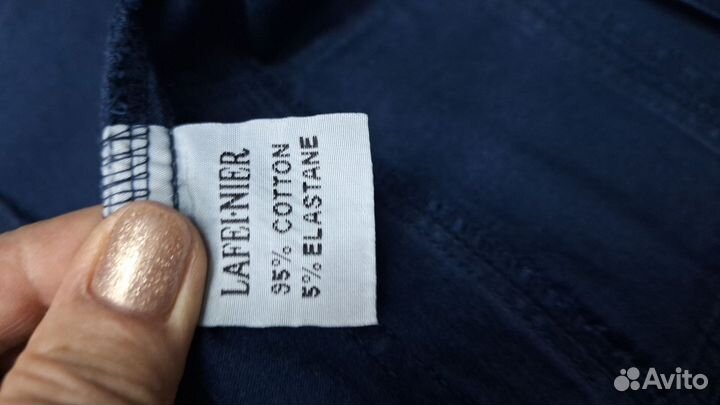 LAFEI-NIER
95% COTTON
5% ELASTANE
Avito